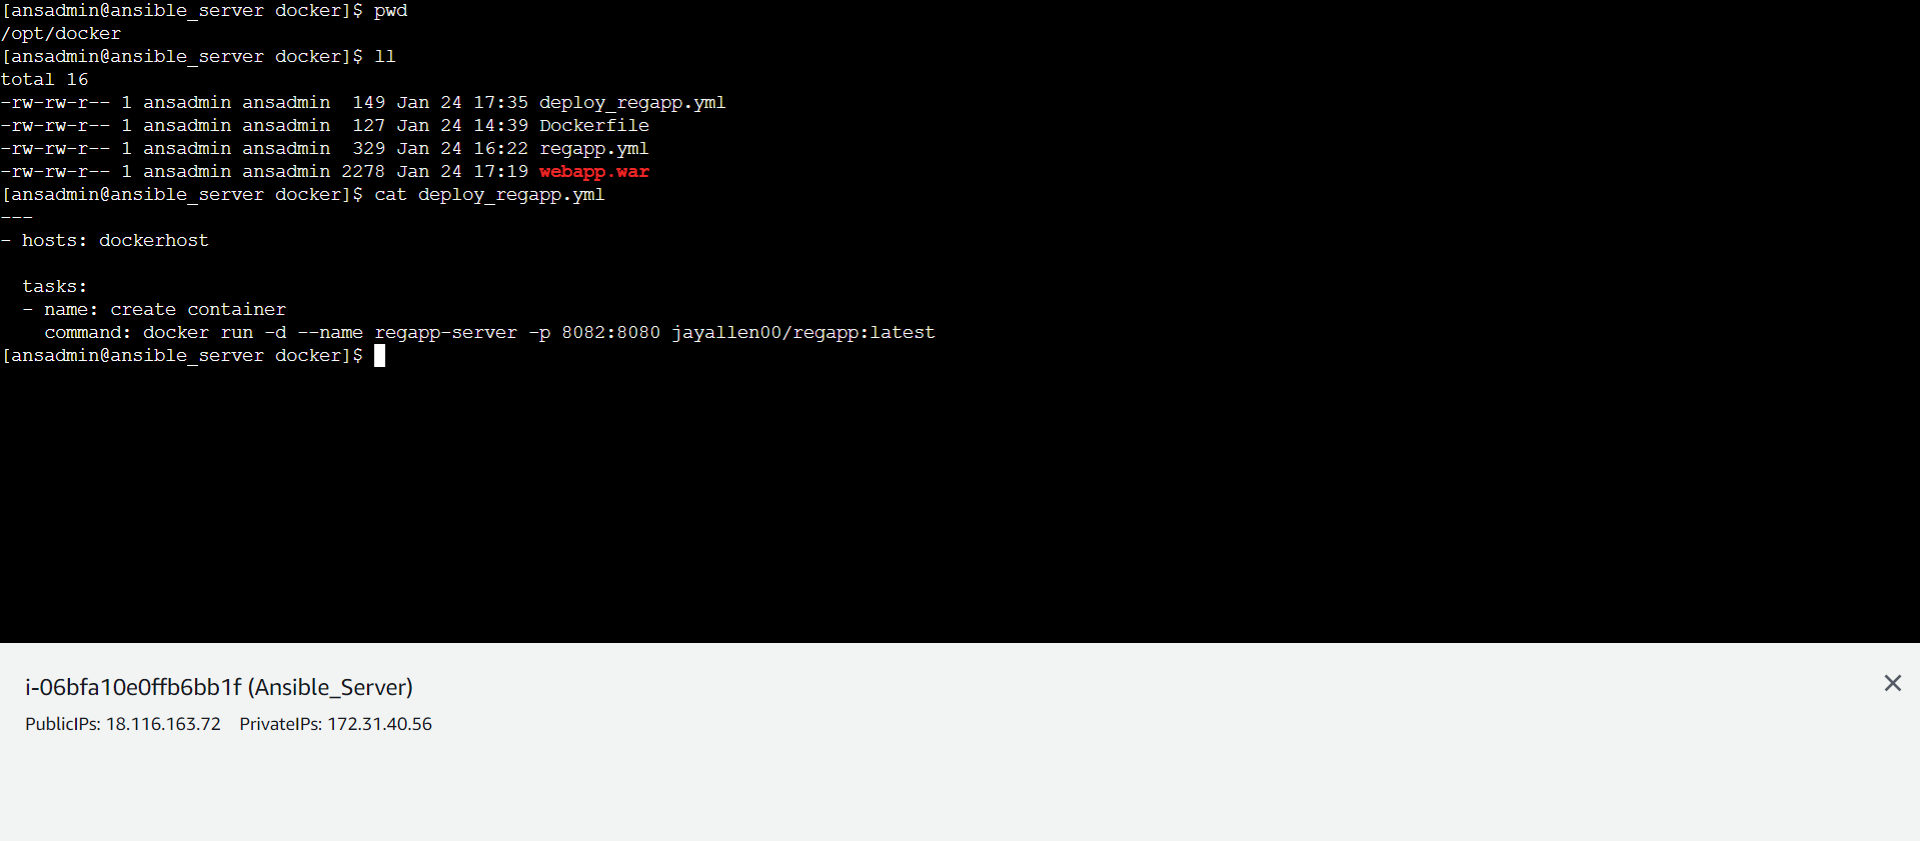 [ansadmin@ansible_server docker]$ pwd
/opt/docker
[ansadmin@ansible_server docker]$ ll
total 16
-rw-rw-r-- 1 ansadmin ansadmin  149 Jan 24 17:35 deploy_regapp.yml
-rw-rw-r-- 1 ansadmin ansadmin  127 Jan 24 14:39 Dockerfile
-rw-rw-r-- 1 ansadmin ansadmin  329 Jan 24 16:22 regapp.yml
-rw-rw-r-- 1 ansadmin ansadmin 2278 Jan 24 17:19 webapp.war
[ansadmin@ansible_server docker]$ cat deploy_regapp.yml
---
- hosts: dockerhost
  tasks:
  - name: create container
    command: docker run -d --name regapp-server -p 8082:8080 jayallen00/regapp:latest
[ansadmin@ansible_server docker]$
i-06bfa10e0ffb6bb1f (Ansible_Server)
PublicIPs: 18.116.163.72 PrivateIPs: 172.31.40.56